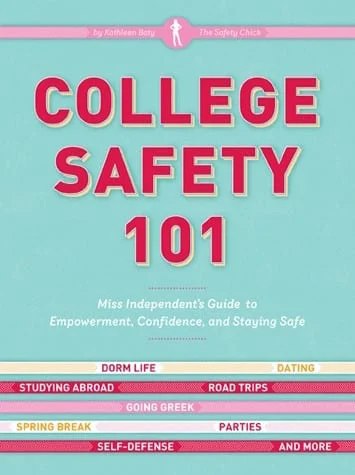 by Kathleen Baty The Safety Chick
COLLEGE
SAFETY
101
Miss Independent's Guide to
Empowerment, Confidence, and Staying Safe
DORM LIFE DATING
STUDYING ABROAD ROAD TRIPS
GOING GREEK
SPRING BREAK PARTIES
SELF-DEFENSE AND MORE